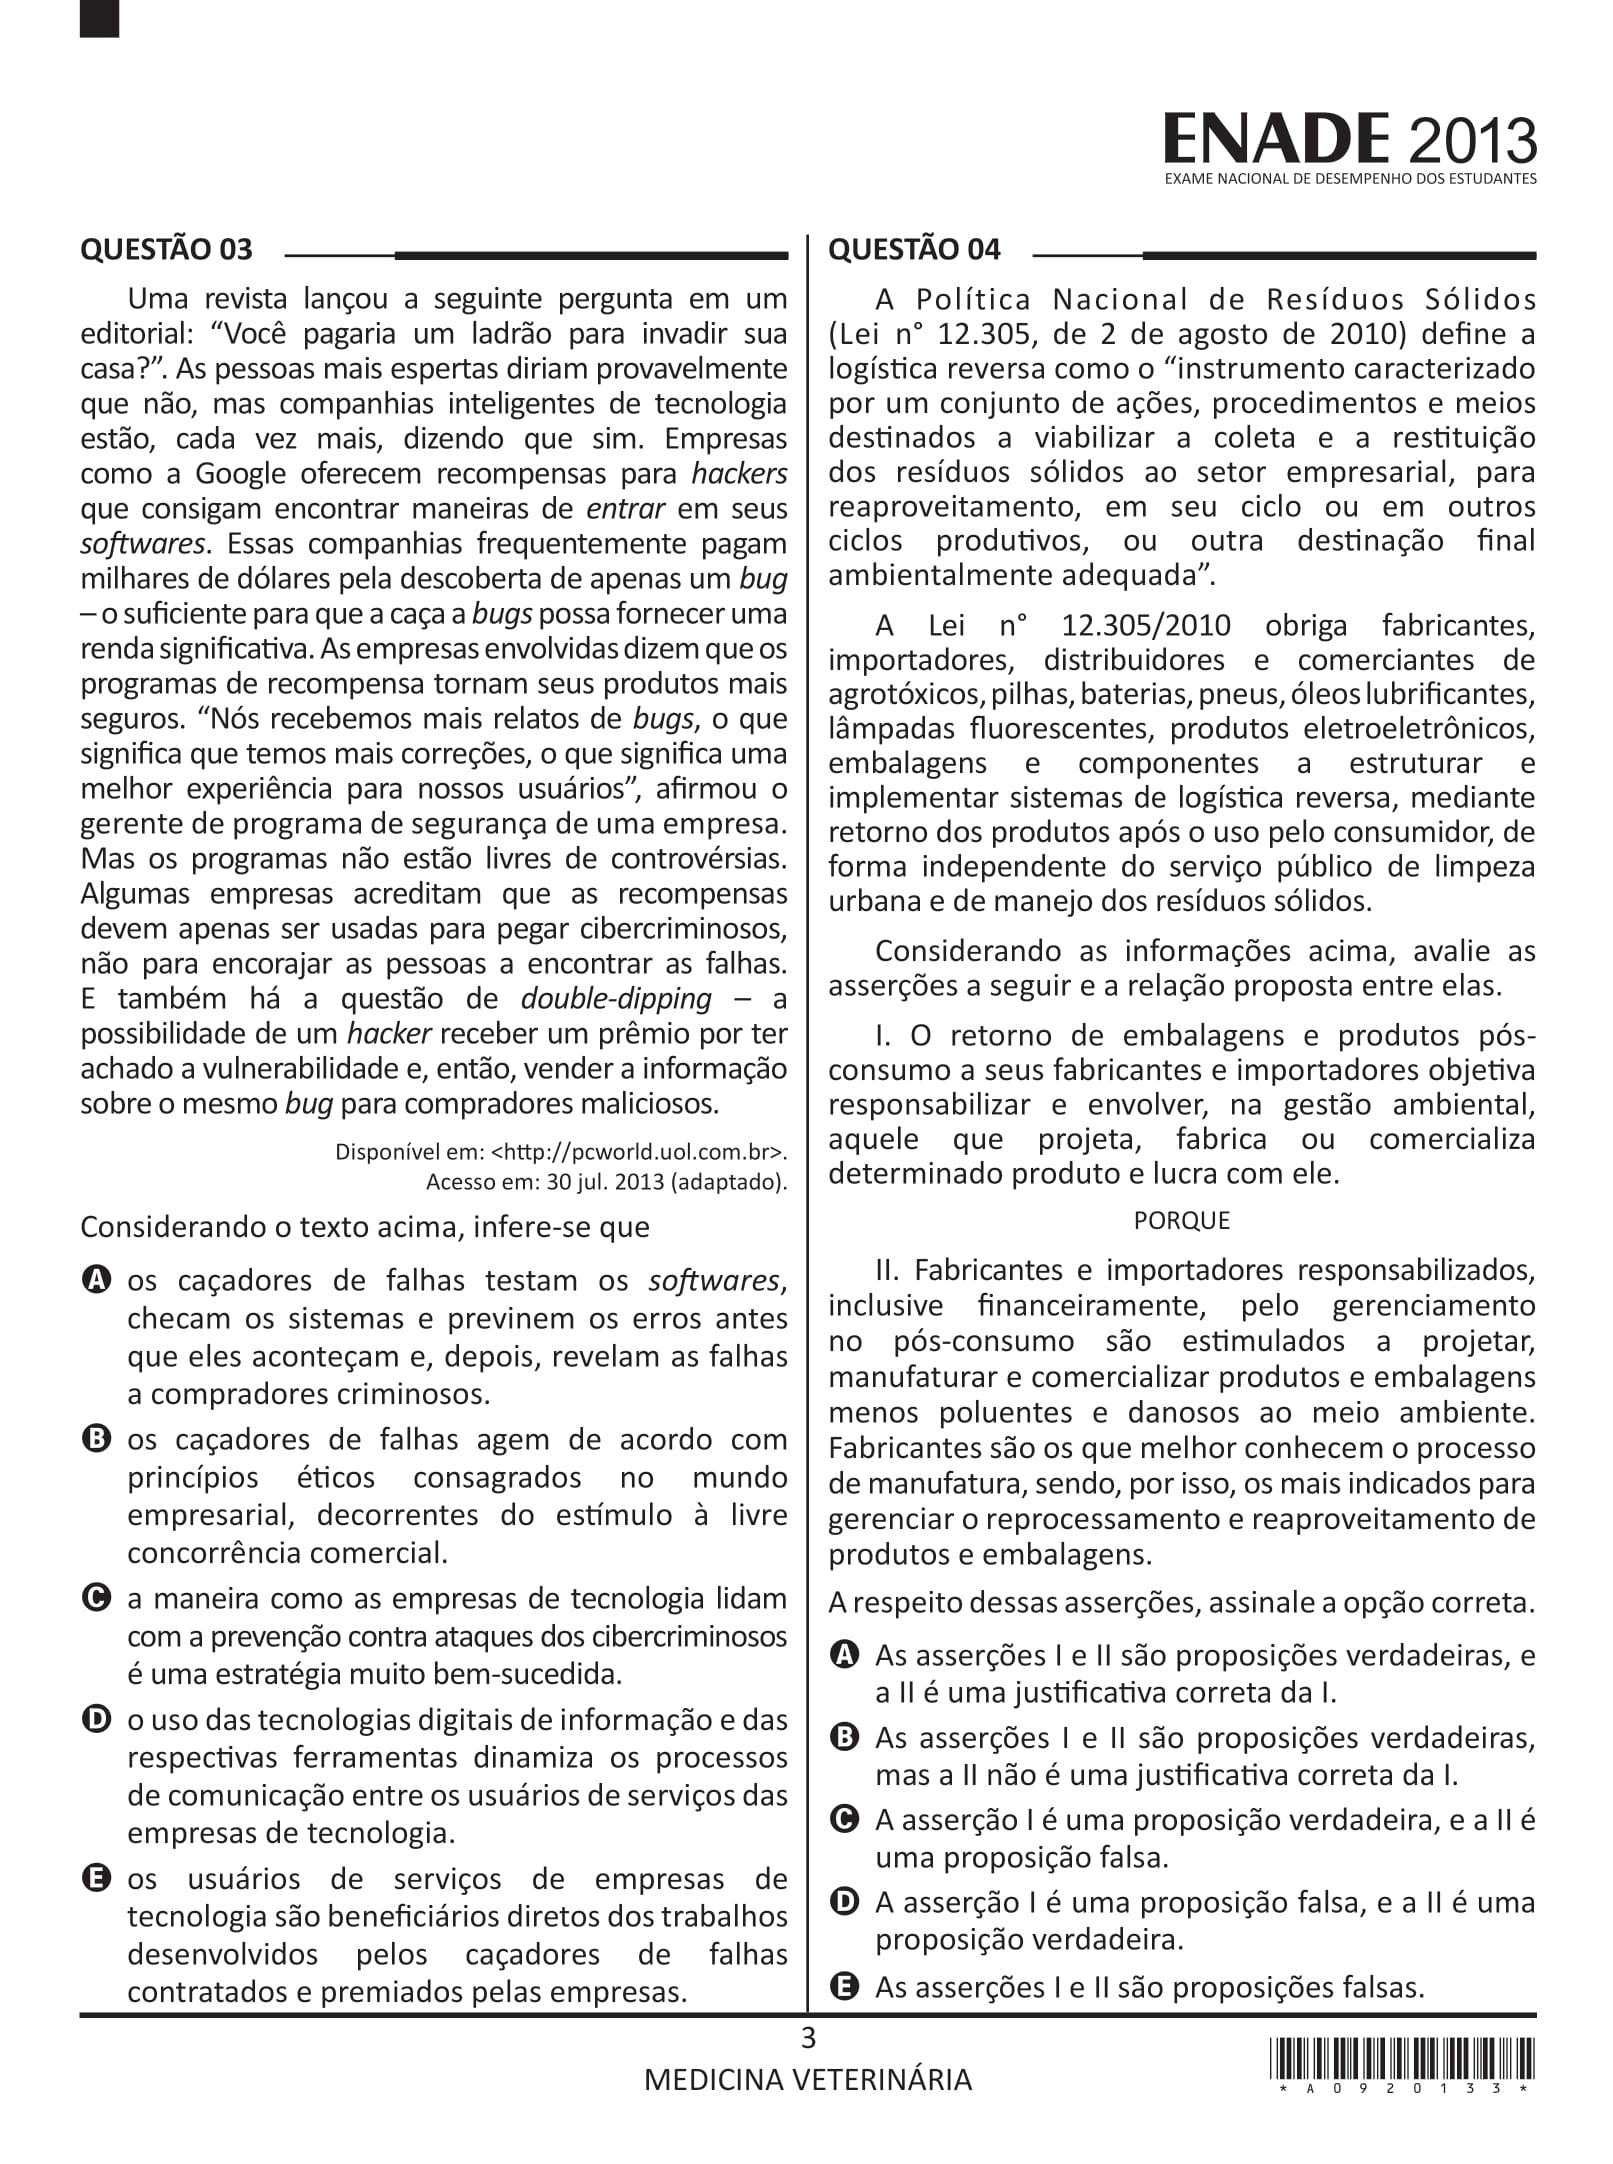 ENADE 2013
EXAME NACIONAL DE DESEMPENHO DOS ESTUDANTES
QUESTÃO 03
Uma revista lançou a seguinte pergunta em um
editorial: “Você pagaria um ladrão para invadir sua
casa?”. As pessoas mais espertas diriam provavelmente
que não, mas companhias inteligentes de tecnologia
estão, cada vez mais, dizendo que sim. Empresas
como a Google oferecem recompensas para hackers
que consigam encontrar maneiras de entrar em seus
softwares. Essas companhias frequentemente pagam
milhares de dólares pela descoberta de apenas um bug
– o suficiente para que a caça a bugs possa fornecer uma
renda significativa. As empresas envolvidas dizem que os
programas de recompensa tornam seus produtos mais
seguros. “Nós recebemos mais relatos de bugs, o que
significa que temos mais correções, o que significa uma
melhor experiência para nossos usuários”, afirmou o
gerente de programa de segurança de uma empresa.
Mas os programas não estão livres de controvérsias.
Algumas empresas acreditam que as recompensas
devem apenas ser usadas para pegar cibercriminosos,
não para encorajar as pessoas a encontrar as falhas.
E também há a questão de double-dipping – a
possibilidade de um hacker receber um prêmio por ter
achado a vulnerabilidade e, então, vender a informação
sobre o mesmo bug para compradores maliciosos.
Disponível em: <http://pcworld.uol.com.br>.
Acesso em: 30 jul. 2013 (adaptado).
Considerando o texto acima, infere-se que
A os caçadores de falhas testam os softwares,
checam os sistemas e previnem os erros antes
que eles aconteçam e, depois, revelam as falhas
a compradores criminosos.
B os caçadores de falhas agem de acordo com
princípios éticos consagrados no mundo
empresarial, decorrentes do estímulo à livre
concorrência comercial.
C a maneira como as empresas de tecnologia lidam
com a prevenção contra ataques dos cibercriminosos
é uma estratégia muito bem-sucedida.
D o uso das tecnologias digitais de informação e das
respectivas ferramentas dinamiza os processos
de comunicação entre os usuários de serviços das
empresas de tecnologia.
E os usuários de serviços de empresas de
tecnologia são beneficiários diretos dos trabalhos
desenvolvidos pelos caçadores de falhas
contratados e premiados pelas empresas.
QUESTÃO 04
A Política Nacional de Resíduos Sólidos
(Lei n° 12.305, de 2 de agosto de 2010) define a
logística reversa como o “instrumento caracterizado
por um conjunto de ações, procedimentos e meios
destinados a viabilizar a coleta e a restituição
dos resíduos sólidos ao setor empresarial, para
reaproveitamento, em seu ciclo ou em outros
ciclos produtivos, ou outra destinação final
ambientalmente adequada”.
A Lei n° 12.305/2010 obriga fabricantes,
importadores, distribuidores e comerciantes de
agrotóxicos, pilhas, baterias, pneus, óleos lubrificantes,
lâmpadas fluorescentes, produtos eletroeletrônicos,
embalagens e componentes a estruturar e
implementar sistemas de logística reversa, mediante
retorno dos produtos após o uso pelo consumidor, de
forma independente do serviço público de limpeza
urbana e de manejo dos resíduos sólidos.
Considerando as informações acima, avalie as
asserções a seguir e a relação proposta entre elas.
I. O retorno de embalagens e produtos pós-
consumo a seus fabricantes e importadores objetiva
responsabilizar e envolver, na gestão ambiental,
aquele que projeta, fabrica ou comercializa
determinado produto e lucra com ele.
PORQUE
II. Fabricantes e importadores responsabilizados,
inclusive financeiramente, pelo gerenciamento
no pós-consumo são estimulados a projetar,
manufaturar e comercializar produtos e embalagens
menos poluentes e danosos ao meio ambiente.
Fabricantes são os que melhor conhecem o processo
de manufatura, sendo, por isso, os mais indicados para
gerenciar o reprocessamento e reaproveitamento de
produtos e embalagens.
A respeito dessas asserções, assinale a opção correta.
A As asserções I e II são proposições verdadeiras, e
a II é uma justificativa correta da I.
B As asserções I e II são proposições verdadeiras,
mas a II não é uma justificativa correta da I.
C A asserção I é uma proposição verdadeira, e a II é
uma proposição falsa.
D A asserção I é uma proposição falsa, e a II é uma
proposição verdadeira.
E As asserções I e II são proposições falsas.
3
MEDICINA VETERINÁRIA
*A0920133*